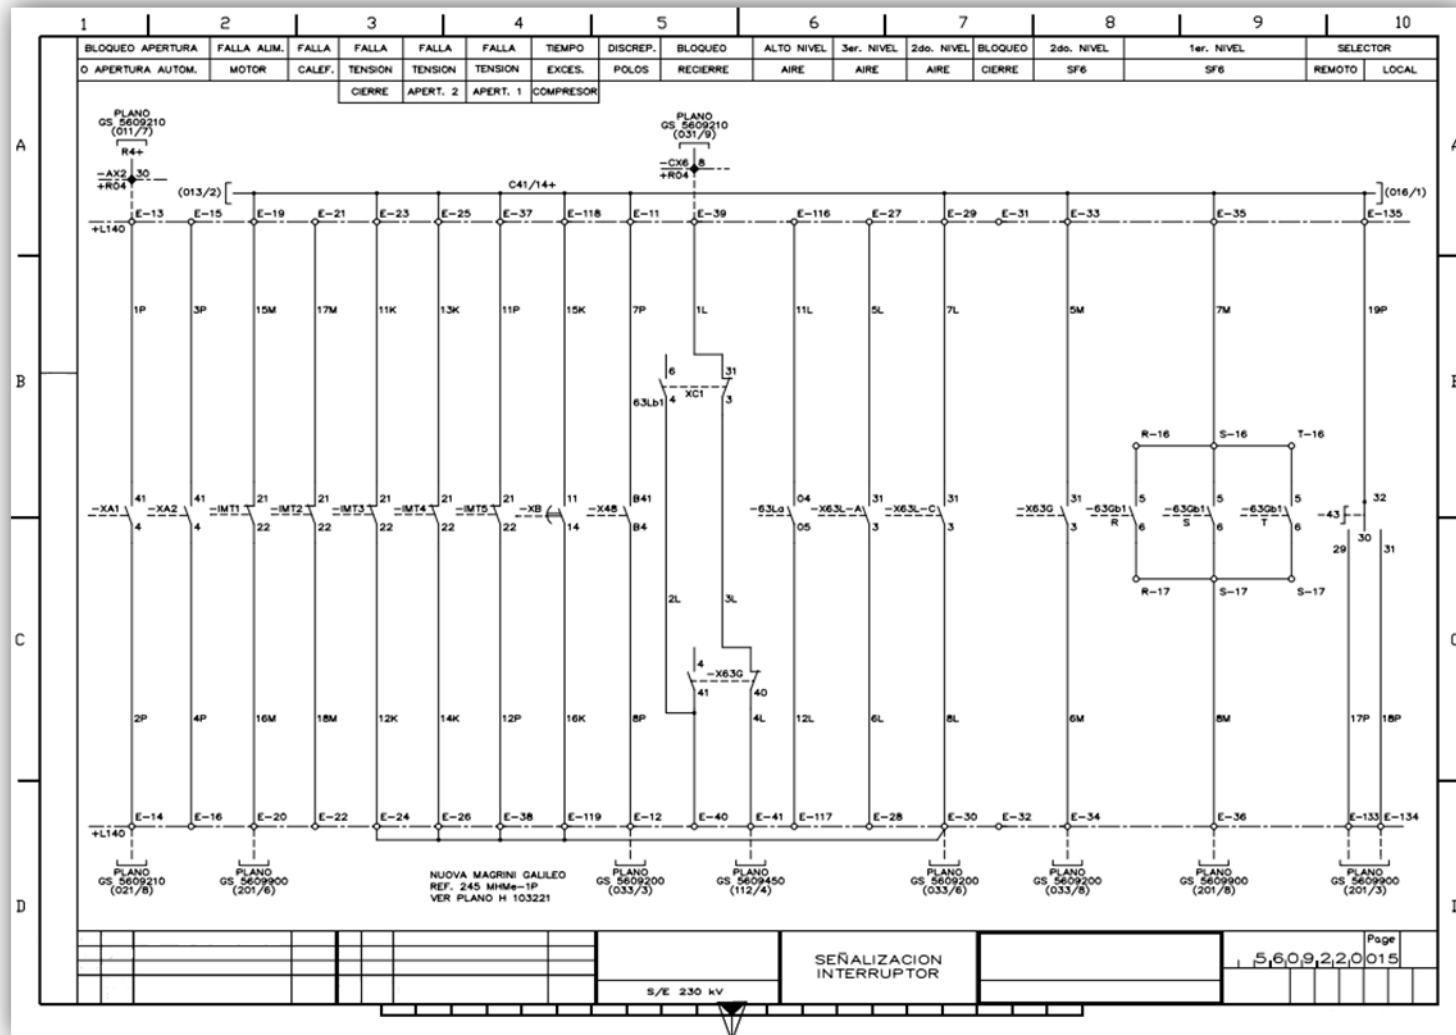 1 2 3 4 5 6 7 8 9 10
BLOQUEO APERTURA FALLA ALIM. FALLA FALLA FALLA FALLA TIEMPO DISCREP. BLOQUEO ALTO NIVEL 3er. NIVEL 2do. NIVEL BLOQUEO 2do. NIVEL 1er. NIVEL SELECTOR
O APERTURA AUTOM. MOTOR CALEF. TENSION TENSION TENSION EXCES. POLOS RECIERRE AIRE AIRE AIRE CIERRE SF6 SF6 REMOTO LOCAL
CIERRE APERT. 2 APERT. 1 COMPRESOR
PLANO PLANO
GS 5609210 GS 5609210
(011/7) (031/9)
A
R4+
-AX2 30 -CX6 8
+R04 +R04
(013/2) C41/14+ (016/1)
E-13 E-15 E-19 E-21 E-23 E-25 E-37 E-118 E-11 E-39 E-116 E-27 E-29 E-31 E-33 E-35 E-135
+L140
1P 3P 15M 17M 11K 13K 11P 15K 7P 1L 11L 5L 7L 5M 7M 19P
B
6 31
XC1
63Lb1 4 3
R-16 S-16 T-16
41 41 21 21 21 21 21 11 B41 04 31 31 31 5 5 5 32
-XA1 -XA2 -IMT1 -IMT2 -IMT3 -IMT4 -IMT5 -XB -X48 -63La -X63L-A -X63L-C -X63G -63Gb1 -63Gb1 -63Gb1 -43
R S T
4 4 22 22 22 22 22 14 B4 05 3 3 3 6 6 6 30
29 31
R-17 S-17 S-17
2L 3L
C
4 -X63G
41 40
2P 4P 16M 18M 12K 14K 12P 16K 8P 4L 12L 6L 8L 6M 8M 17P 18P
E-14 E-16 E-20 E-22 E-24 E-26 E-38 E-119 E-12 E-40 E-41 E-117 E-28 E-30 E-32 E-34 E-36 E-133 E-134
+L140
PLANO PLANO PLANO PLANO PLANO PLANO PLANO PLANO
GS 5609210 GS 5609900 GS 5609200 GS 5609450 GS 5609200 GS 5609200 GS 5609900 GS 5609900
(021/8) (201/6) (033/3) (112/4) (033/6) (033/8) (201/8) (201/3)
NUOVA MAGRINI GALILEO
REF. 245 MHMe-1P
VER PLANO H 103221
D
SEÑALIZACION
INTERRUPTOR
S/E 230 kV
Page
5609220 015